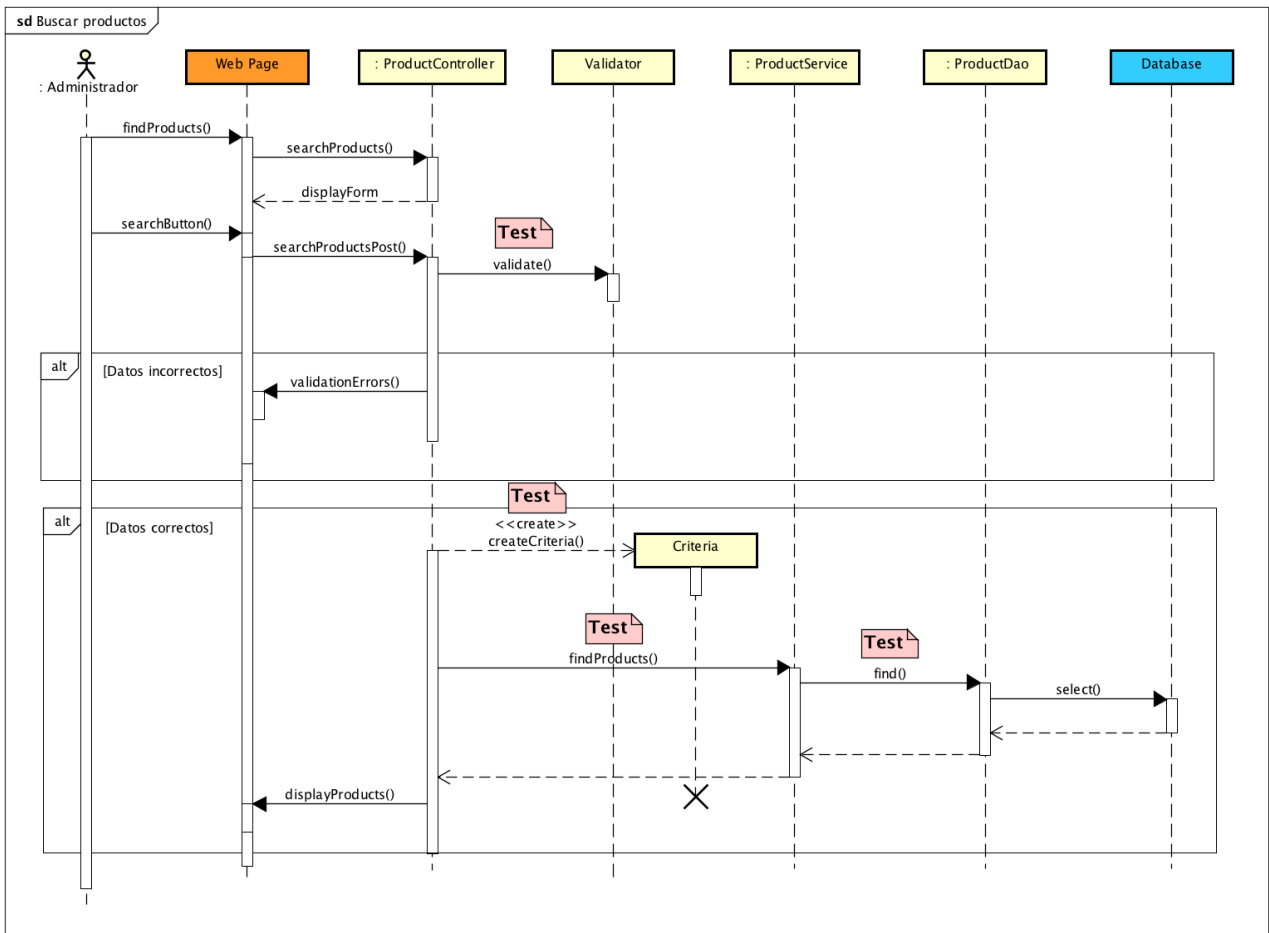 sd Buscar productos
: Administrador
Web Page
: ProductController
Validator
: ProductService
: ProductDao
Database
findProducts()
searchProducts()
displayForm
searchButton()
Test
searchProductsPost()
validate()
alt
[Datos incorrectos]
validationErrors()
Test
alt
[Datos correctos]
<<create>>
createCriteria()
Criteria
Test
Test
findProducts()
find()
select()
displayProducts()